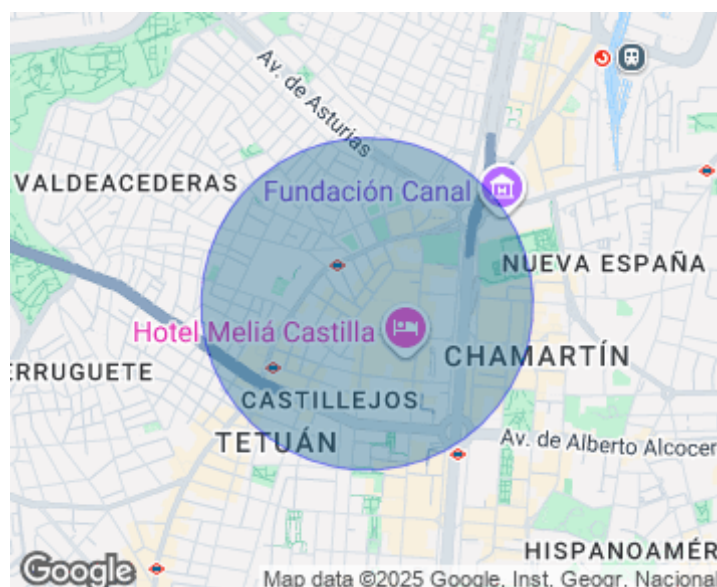 Av. de Asturias
VALDEACEDERAS
Fundación Canal
NUEVA ESPAÑA
Hotel Meliá Castilla
CHAMARTÍN
ERRUGUETE
CASTILLEJOS
TETUÁN
Av. de Alberto Alcocer
HISPANOAMÉR
Google
Map data ©2025 Google, Inst. Geogr. Nacional